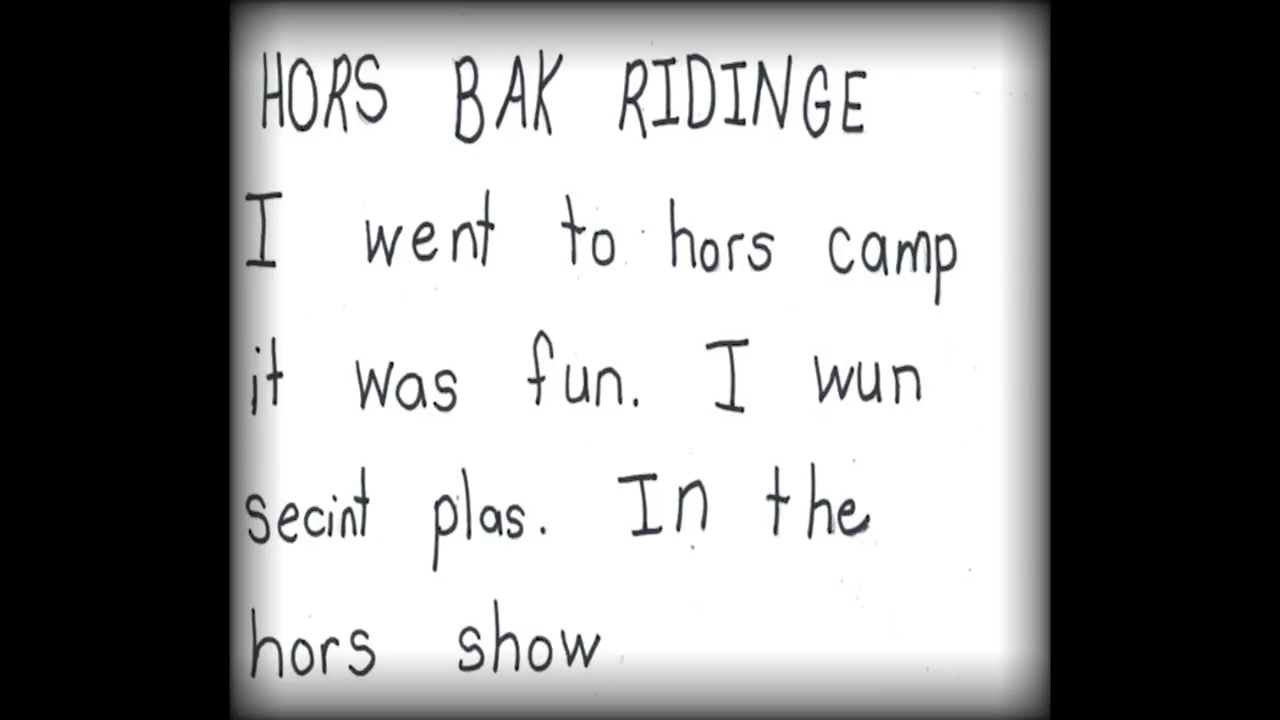 HORS BAK RIDINGE
I went to hors camp
it was fun. I wun
secint plas. In the
hors show